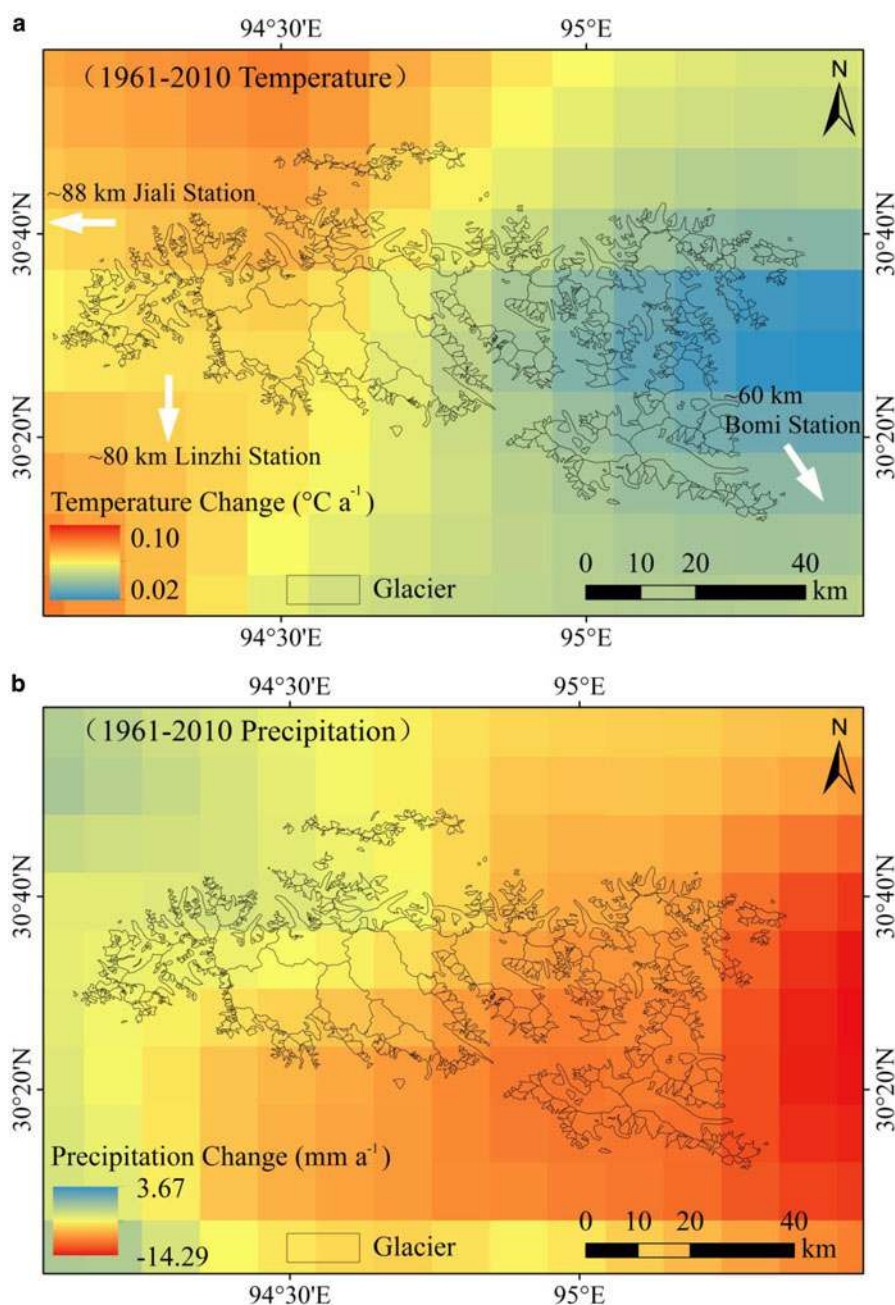 a
94°30'E 95°E
（1961-2010 Temperature）
N
~88 km Jiali Station
30°40'N 30°40'N
~60 km
Bomi Station
30°20'N 30°20'N
~80 km Linzhi Station
Temperature Change (°C a⁻¹)
0.10
0.02
Glacier
0 10 20 40
km
94°30'E 95°E
b
94°30'E 95°E
（1961-2010 Precipitation）
N
30°40'N 30°40'N
30°20'N 30°20'N
Precipitation Change (mm a⁻¹)
3.67
-14.29
Glacier
0 10 20 40
km
94°30'E 95°E